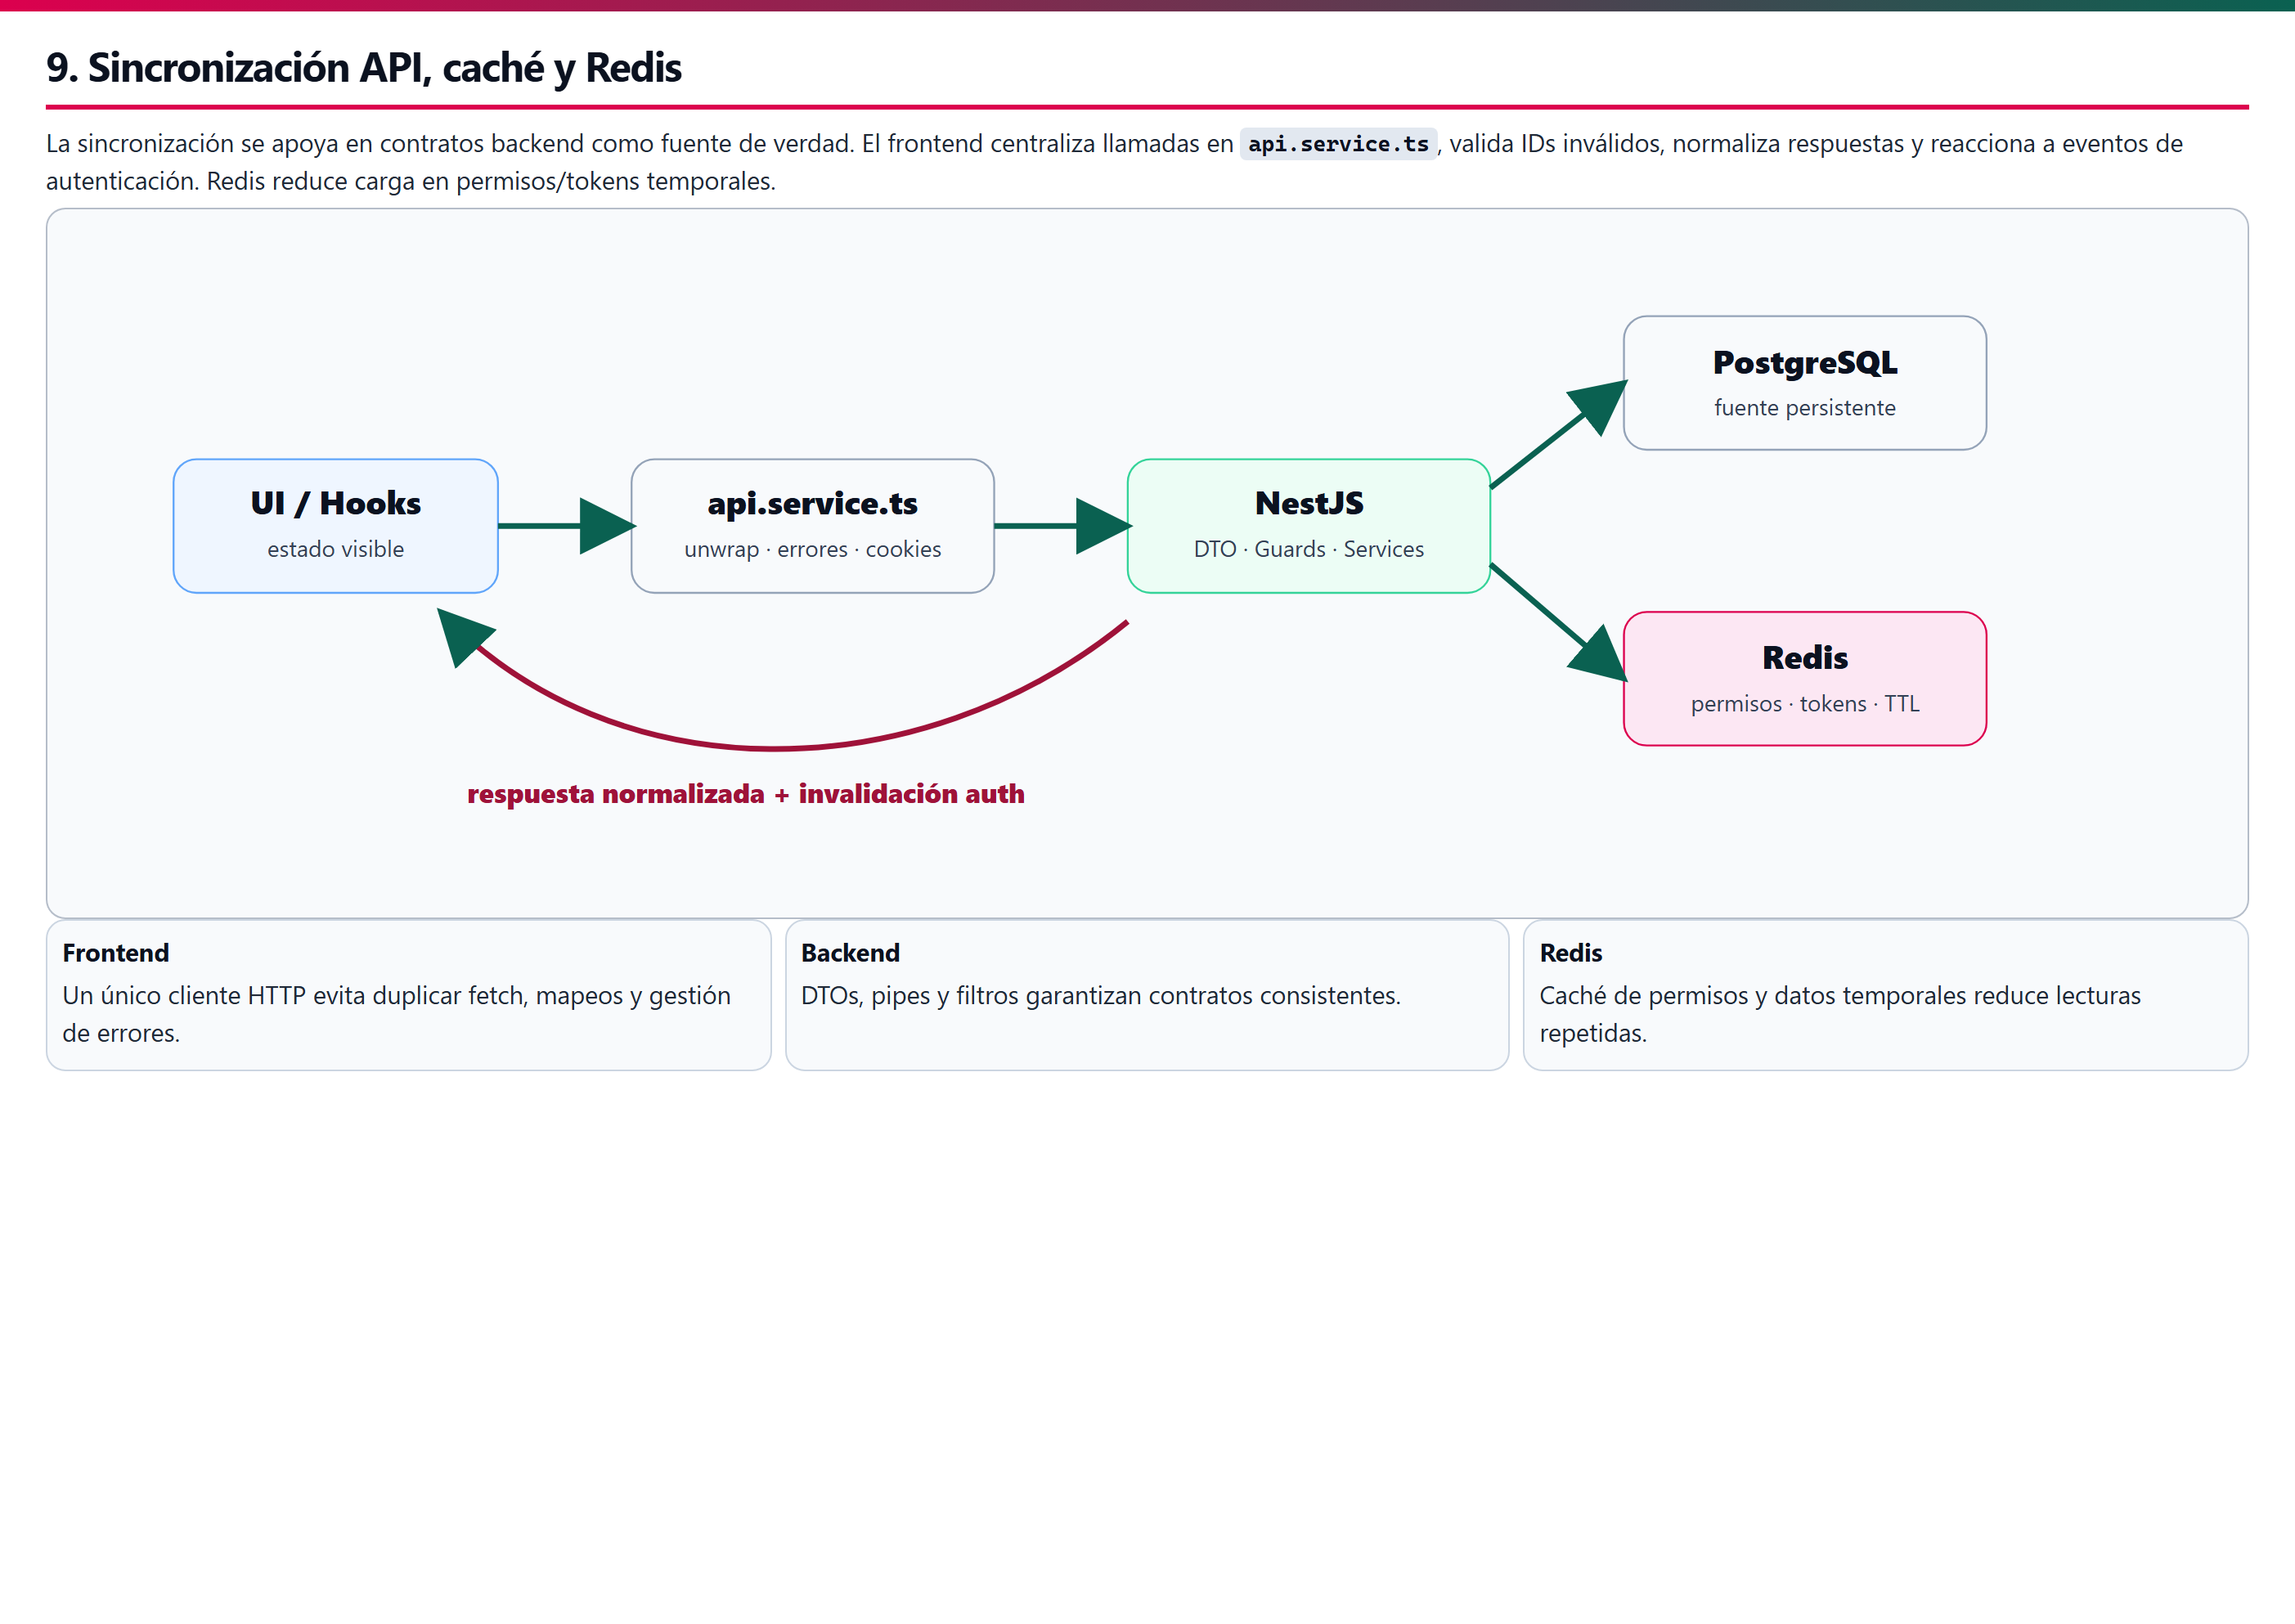 9. Sincronización API, caché y Redis
La sincronización se apoya en contratos backend como fuente de verdad. El frontend centraliza llamadas en api.service.ts, valida IDs inválidos, normaliza respuestas y reacciona a eventos de
autenticación. Redis reduce carga en permisos/tokens temporales.
PostgreSQL
fuente persistente
UI / Hooks
estado visible
api.service.ts
unwrap · errores · cookies
NestJS
DTO · Guards · Services
Redis
permisos · tokens · TTL
respuesta normalizada + invalidación auth
Frontend
Un único cliente HTTP evita duplicar fetch, mapeos y gestión
de errores.
Backend
DTOs, pipes y filtros garantizan contratos consistentes.
Redis
Caché de permisos y datos temporales reduce lecturas
repetidas.